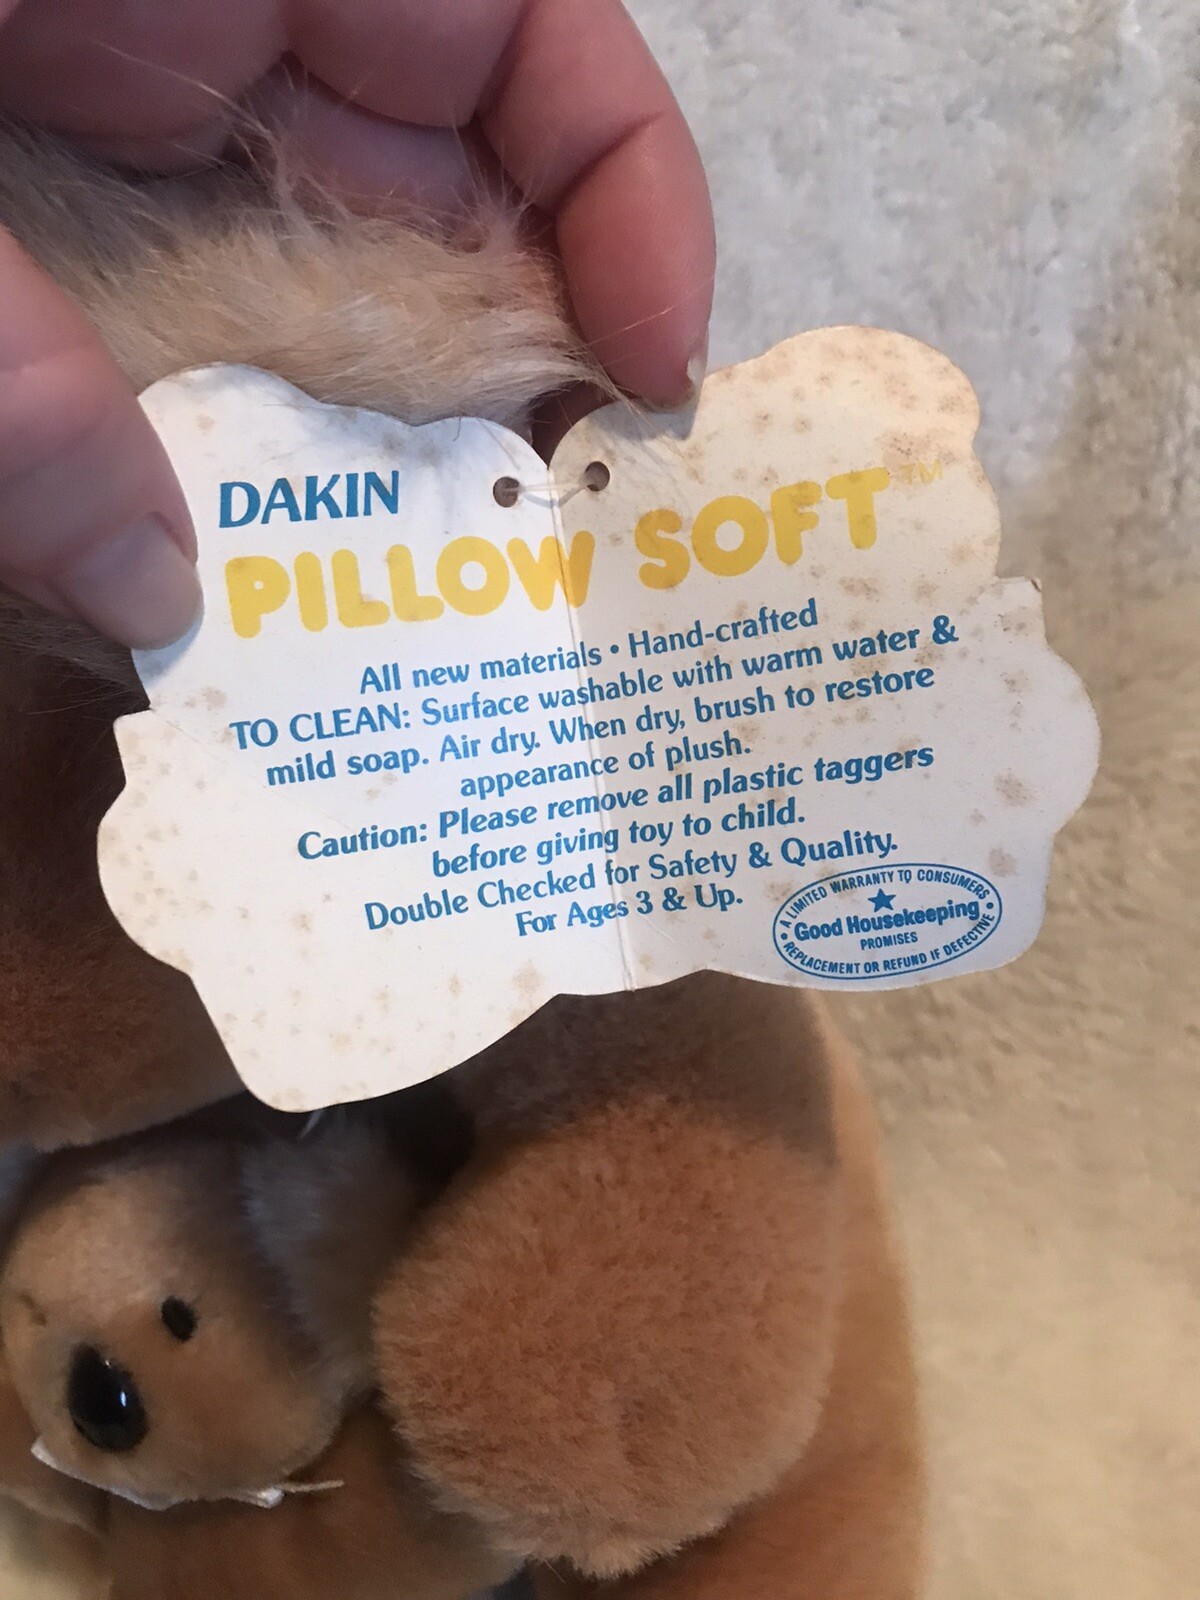 DAKIN
PILLOW SOFT™
All new materials • Hand-crafted
TO CLEAN: Surface washable with warm water &
mild soap. Air dry. When dry, brush to restore
appearance of plush.
Caution: Please remove all plastic taggers
before giving toy to child.
Double Checked for Safety & Quality.
For Ages 3 & Up.
• A LIMITED WARRANTY TO CONSUMERS •
★
Good Housekeeping
PROMISES
REPLACEMENT OR REFUND IF DEFECTIVE